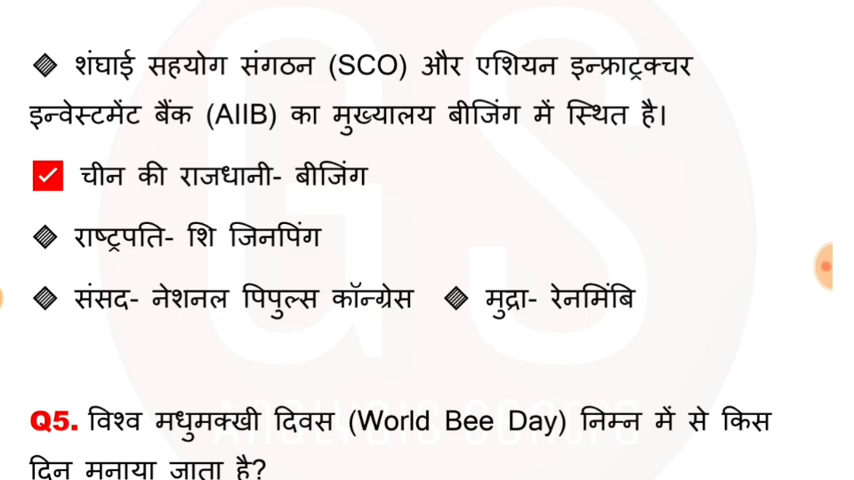 शंघाई सहयोग संगठन (SCO) और एशियन इन्फ्राट्रक्चर
इन्वेस्टमेंट बैंक (AIIB) का मुख्यालय बीजिंग में स्थित है।
चीन की राजधानी- बीजिंग
राष्ट्रपति- शि जिनपिंग
संसद- नेशनल पिपुल्स कॉन्ग्रेस मुद्रा- रेनमिंबि
Q5. विश्व मधुमक्खी दिवस (World Bee Day) निम्न में से किस
दिन मनाया जाता है?